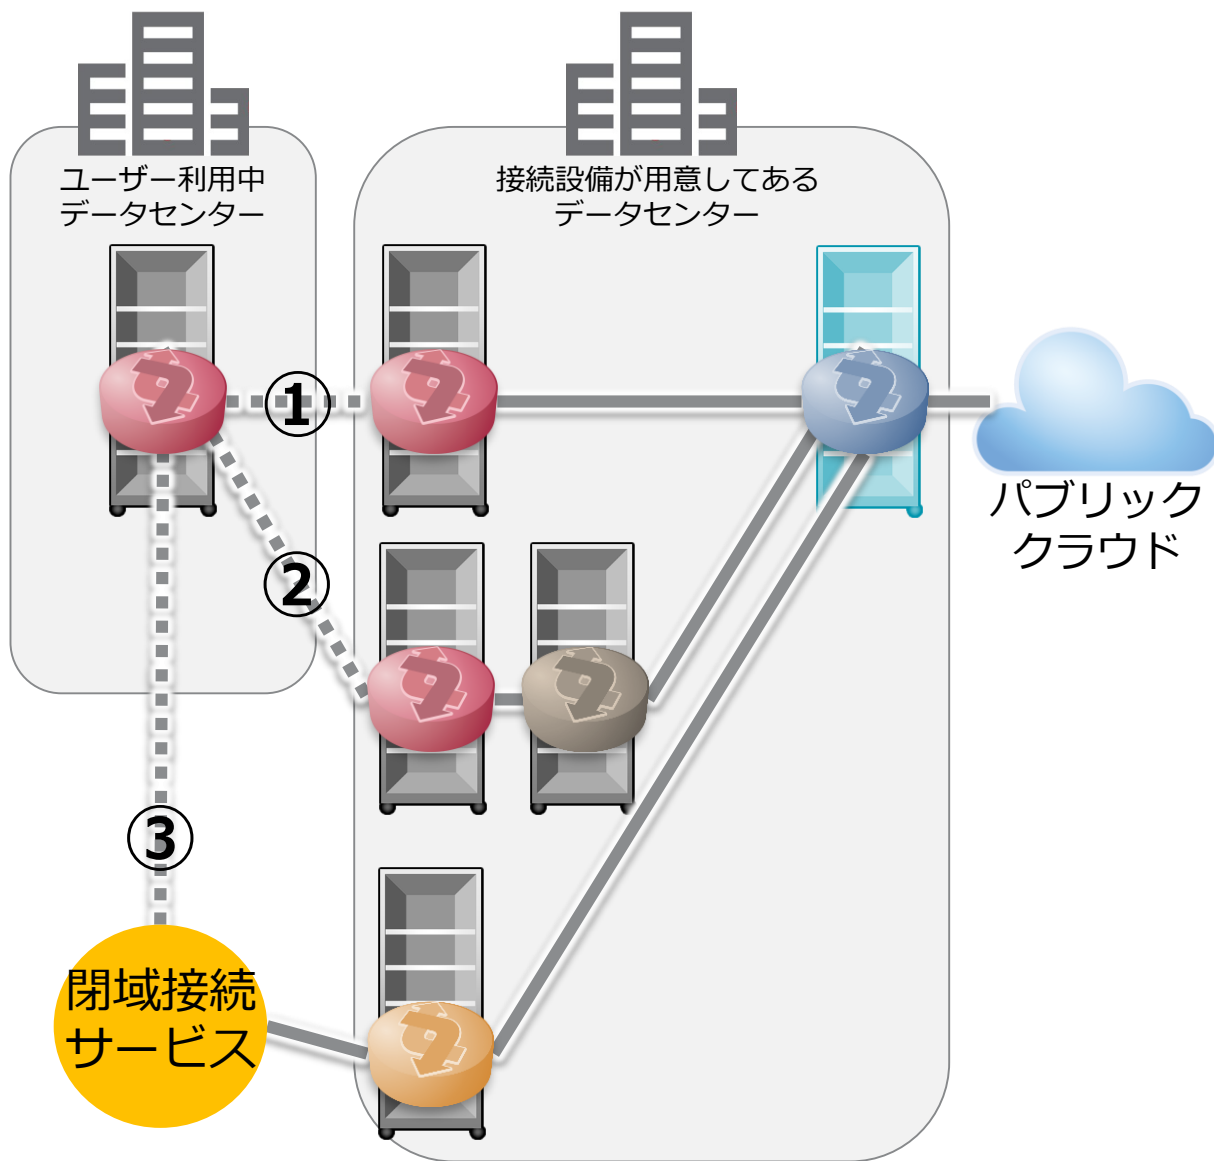 ユーザー利用中
データセンター
接続設備が用意してある
データセンター
①
②
③
パブリック
クラウド
閉域接続
サービス